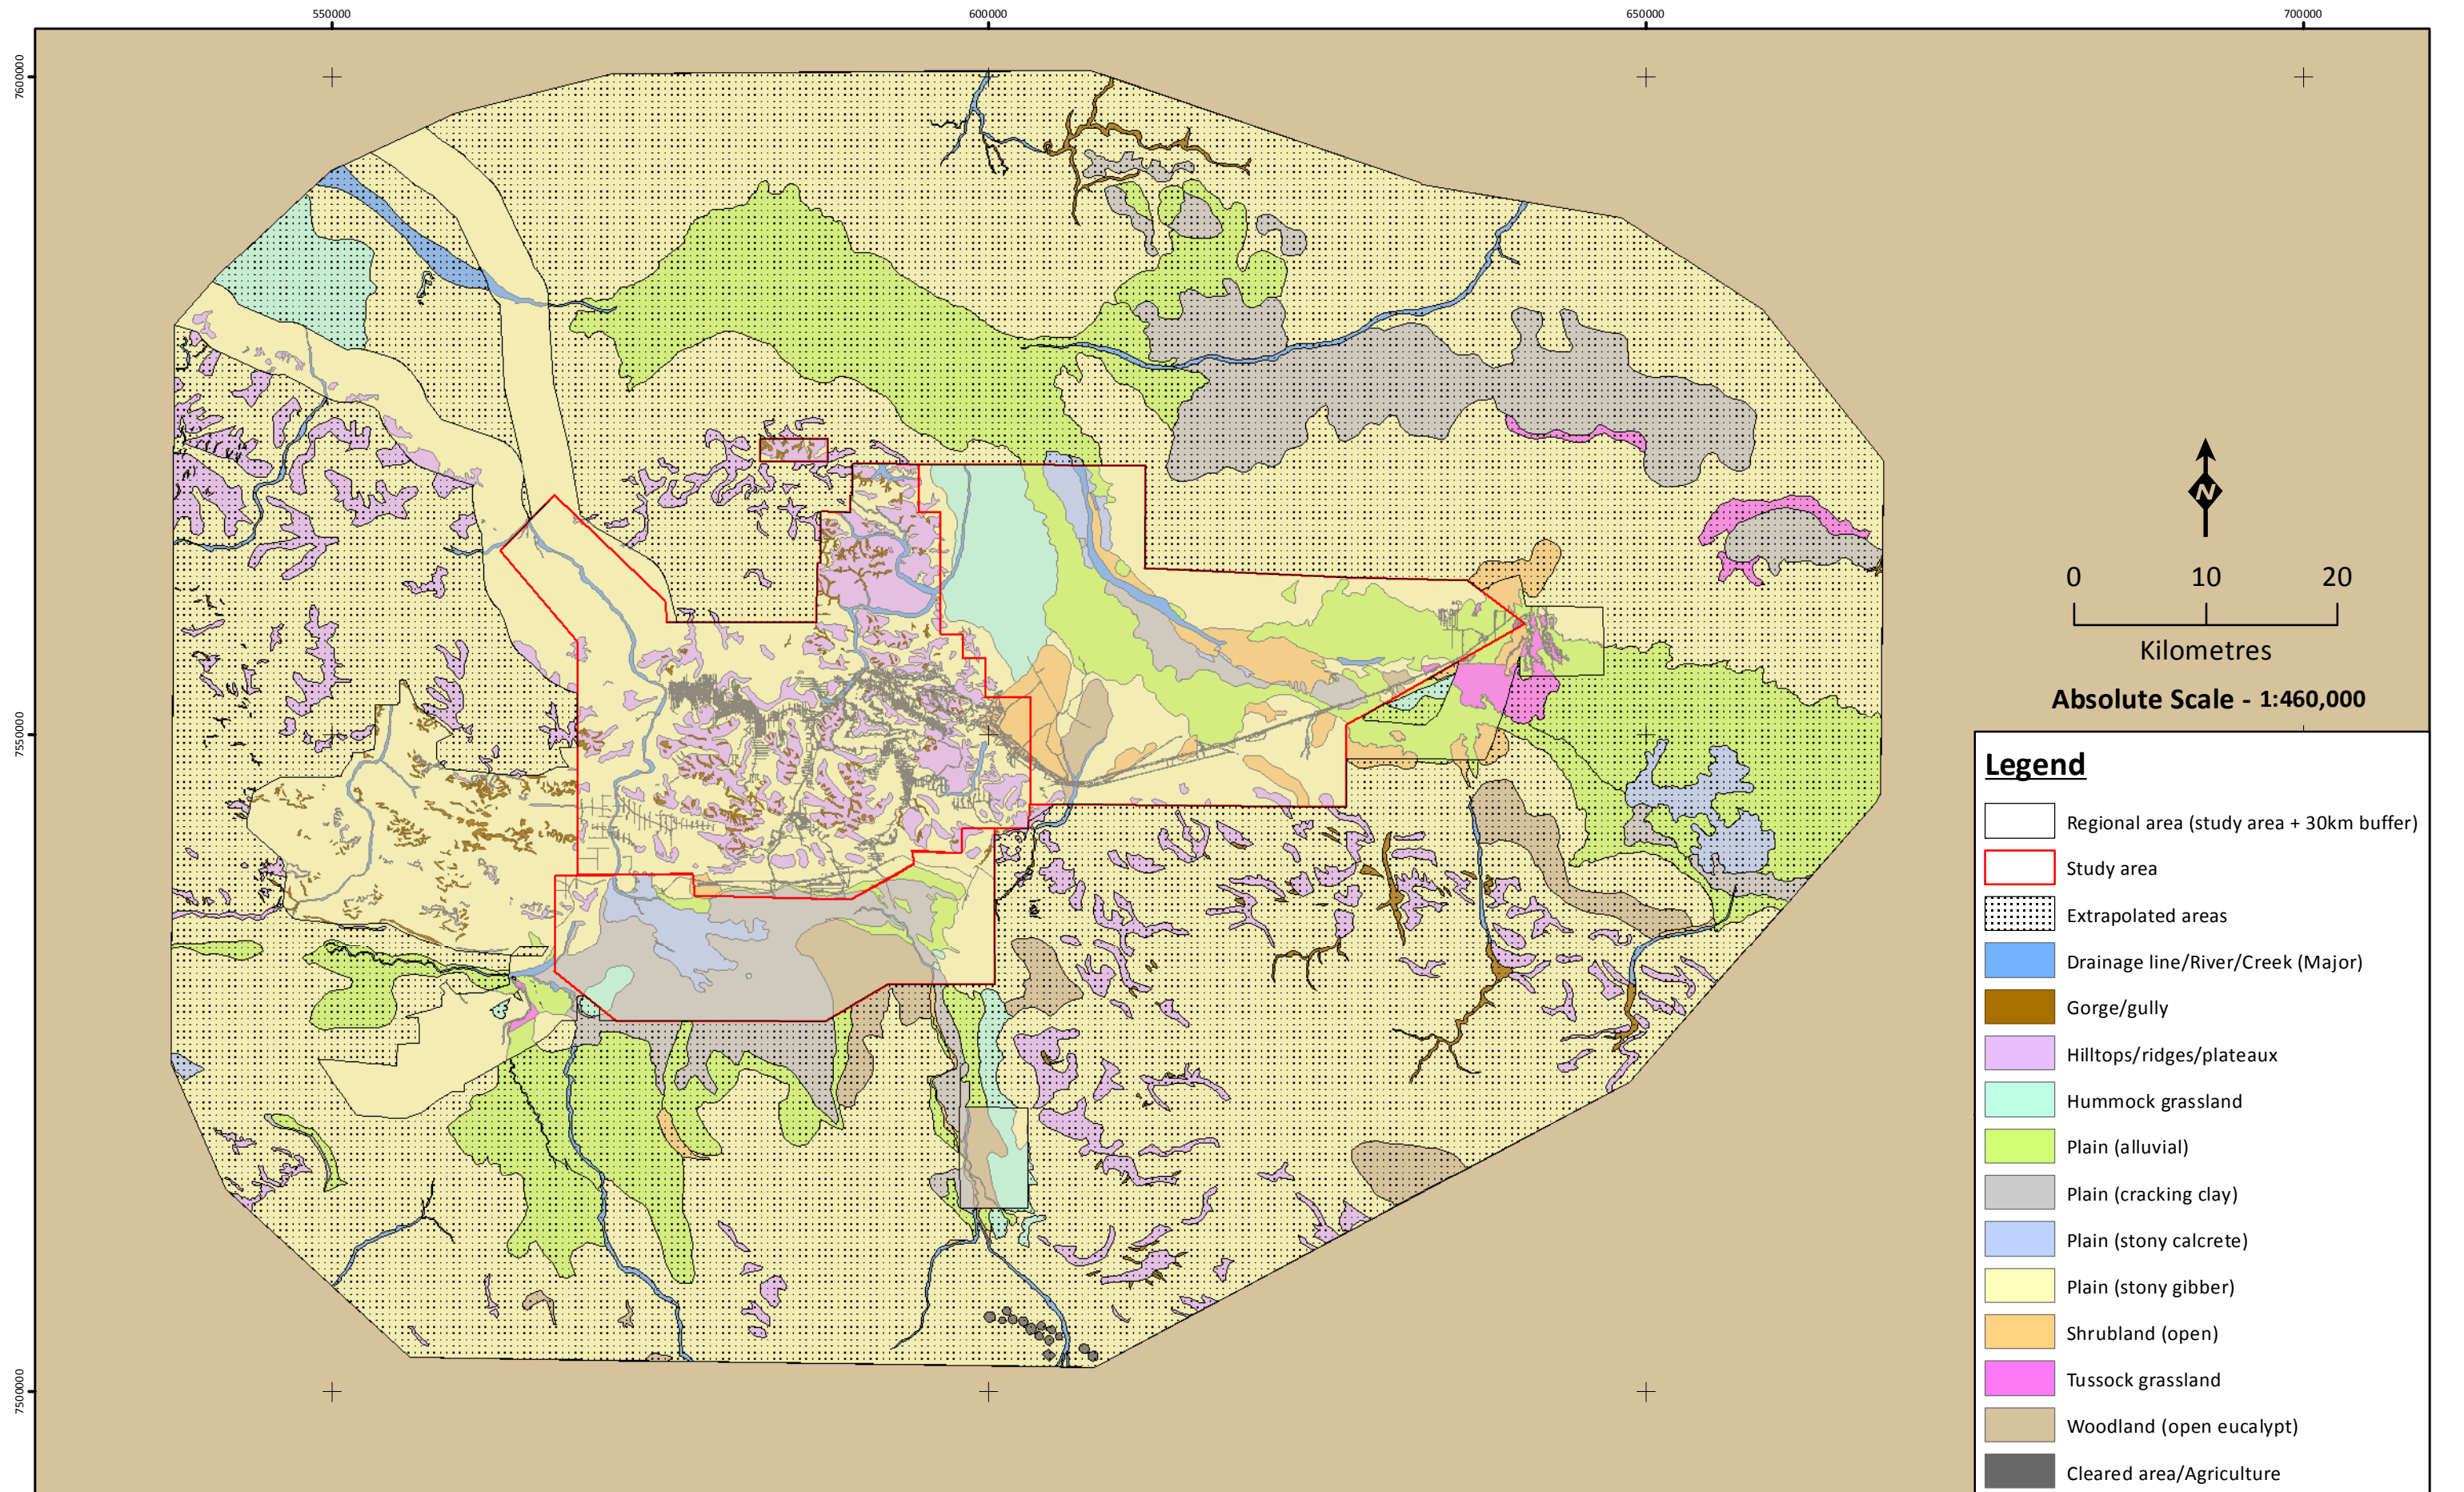 550000
600000
650000
700000
7600000
7550000
7500000
N
0 10 20
Kilometres
Absolute Scale - 1:460,000
Legend
Regional area (study area + 30km buffer)
Study area
Extrapolated areas
Drainage line/River/Creek (Major)
Gorge/gully
Hilltops/ridges/plateaux
Hummock grassland
Plain (alluvial)
Plain (cracking clay)
Plain (stony calcrete)
Plain (stony gibber)
Shrubland (open)
Tussock grassland
Woodland (open eucalypt)
Cleared area/Agriculture